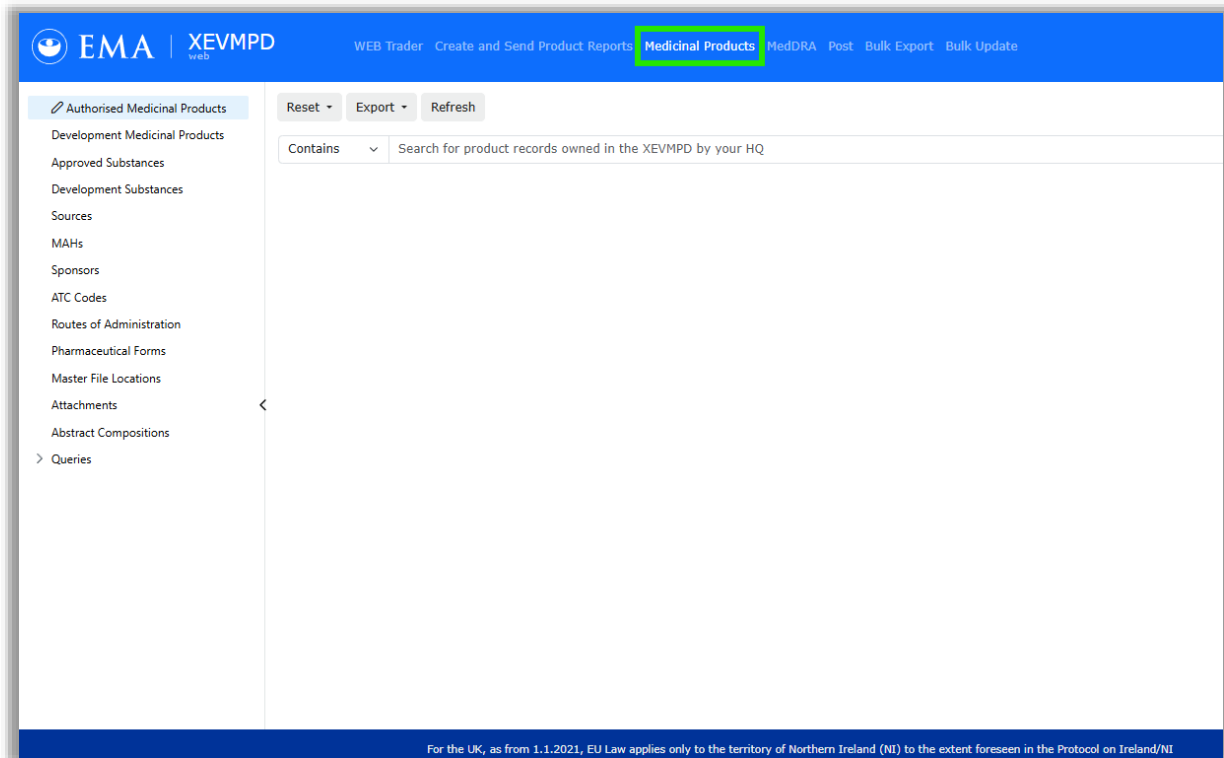 EMA XEVMPD
web
WEB Trader Create and Send Product Reports Medicinal Products MedDRA Post Bulk Export Bulk Update
Authorised Medicinal Products
Development Medicinal Products
Approved Substances
Development Substances
Sources
MAHs
Sponsors
ATC Codes
Routes of Administration
Pharmaceutical Forms
Master File Locations
Attachments
Abstract Compositions
Queries
Reset Export Refresh
Contains Search for product records owned in the XEVMPD by your HQ
For the UK, as from 1.1.2021, EU Law applies only to the territory of Northern Ireland (NI) to the extent foreseen in the Protocol on Ireland/NI